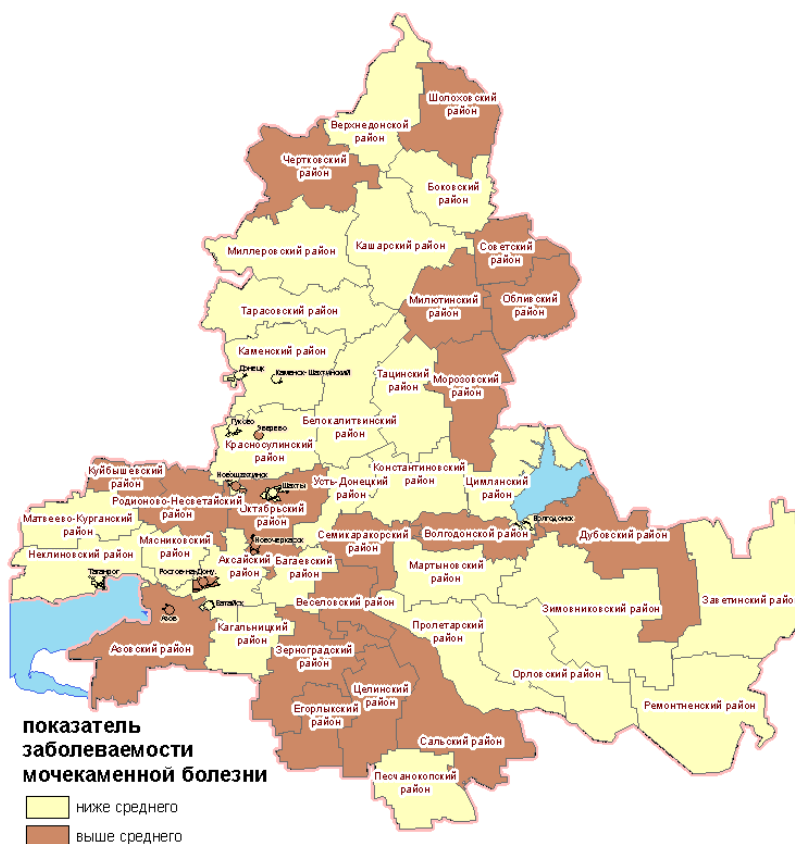 Шолоховский
район
Верхнедонской
район
Чертковский
район
Боковский
район
Миллеровский район
Кашарский район
Советский
район
Милютинский
район
Обливский
район
Тарасовский район
Каменский район
Донецк
Каменск-Шахтинский
Тацинский
район
Морозовский
район
Гуково
Зверево
Белокалитвинский
район
Красносулинский
район
Куйбышевский
район
Новошахтинск
Шахты
Усть-Донецкий
район
Константиновский
район
Цимлянский
район
Родионово-Несветайский
район
Октябрьский
район
Матвеево-Курганский
район
Мясниковский
район
Новочеркасск
Семикаракорский
район
Волгодонской район
Волгодонск
Дубовский район
Неклиновский район
Аксайский
район
Багаевский
район
Мартыновский
район
Таганрог
Ростов-на-Дону
Батайск
Азов
Веселовский район
Зимовниковский район
Заветинский район
Кагальницкий
район
Пролетарский
район
Азовский район
Зерноградский
район
Целинский
район
Орловский район
Егорлыкский
район
Ремонтненский район
Сальский район
Песчанокопский
район
показатель
заболеваемости
мочекаменной болезни
ниже среднего
выше среднего